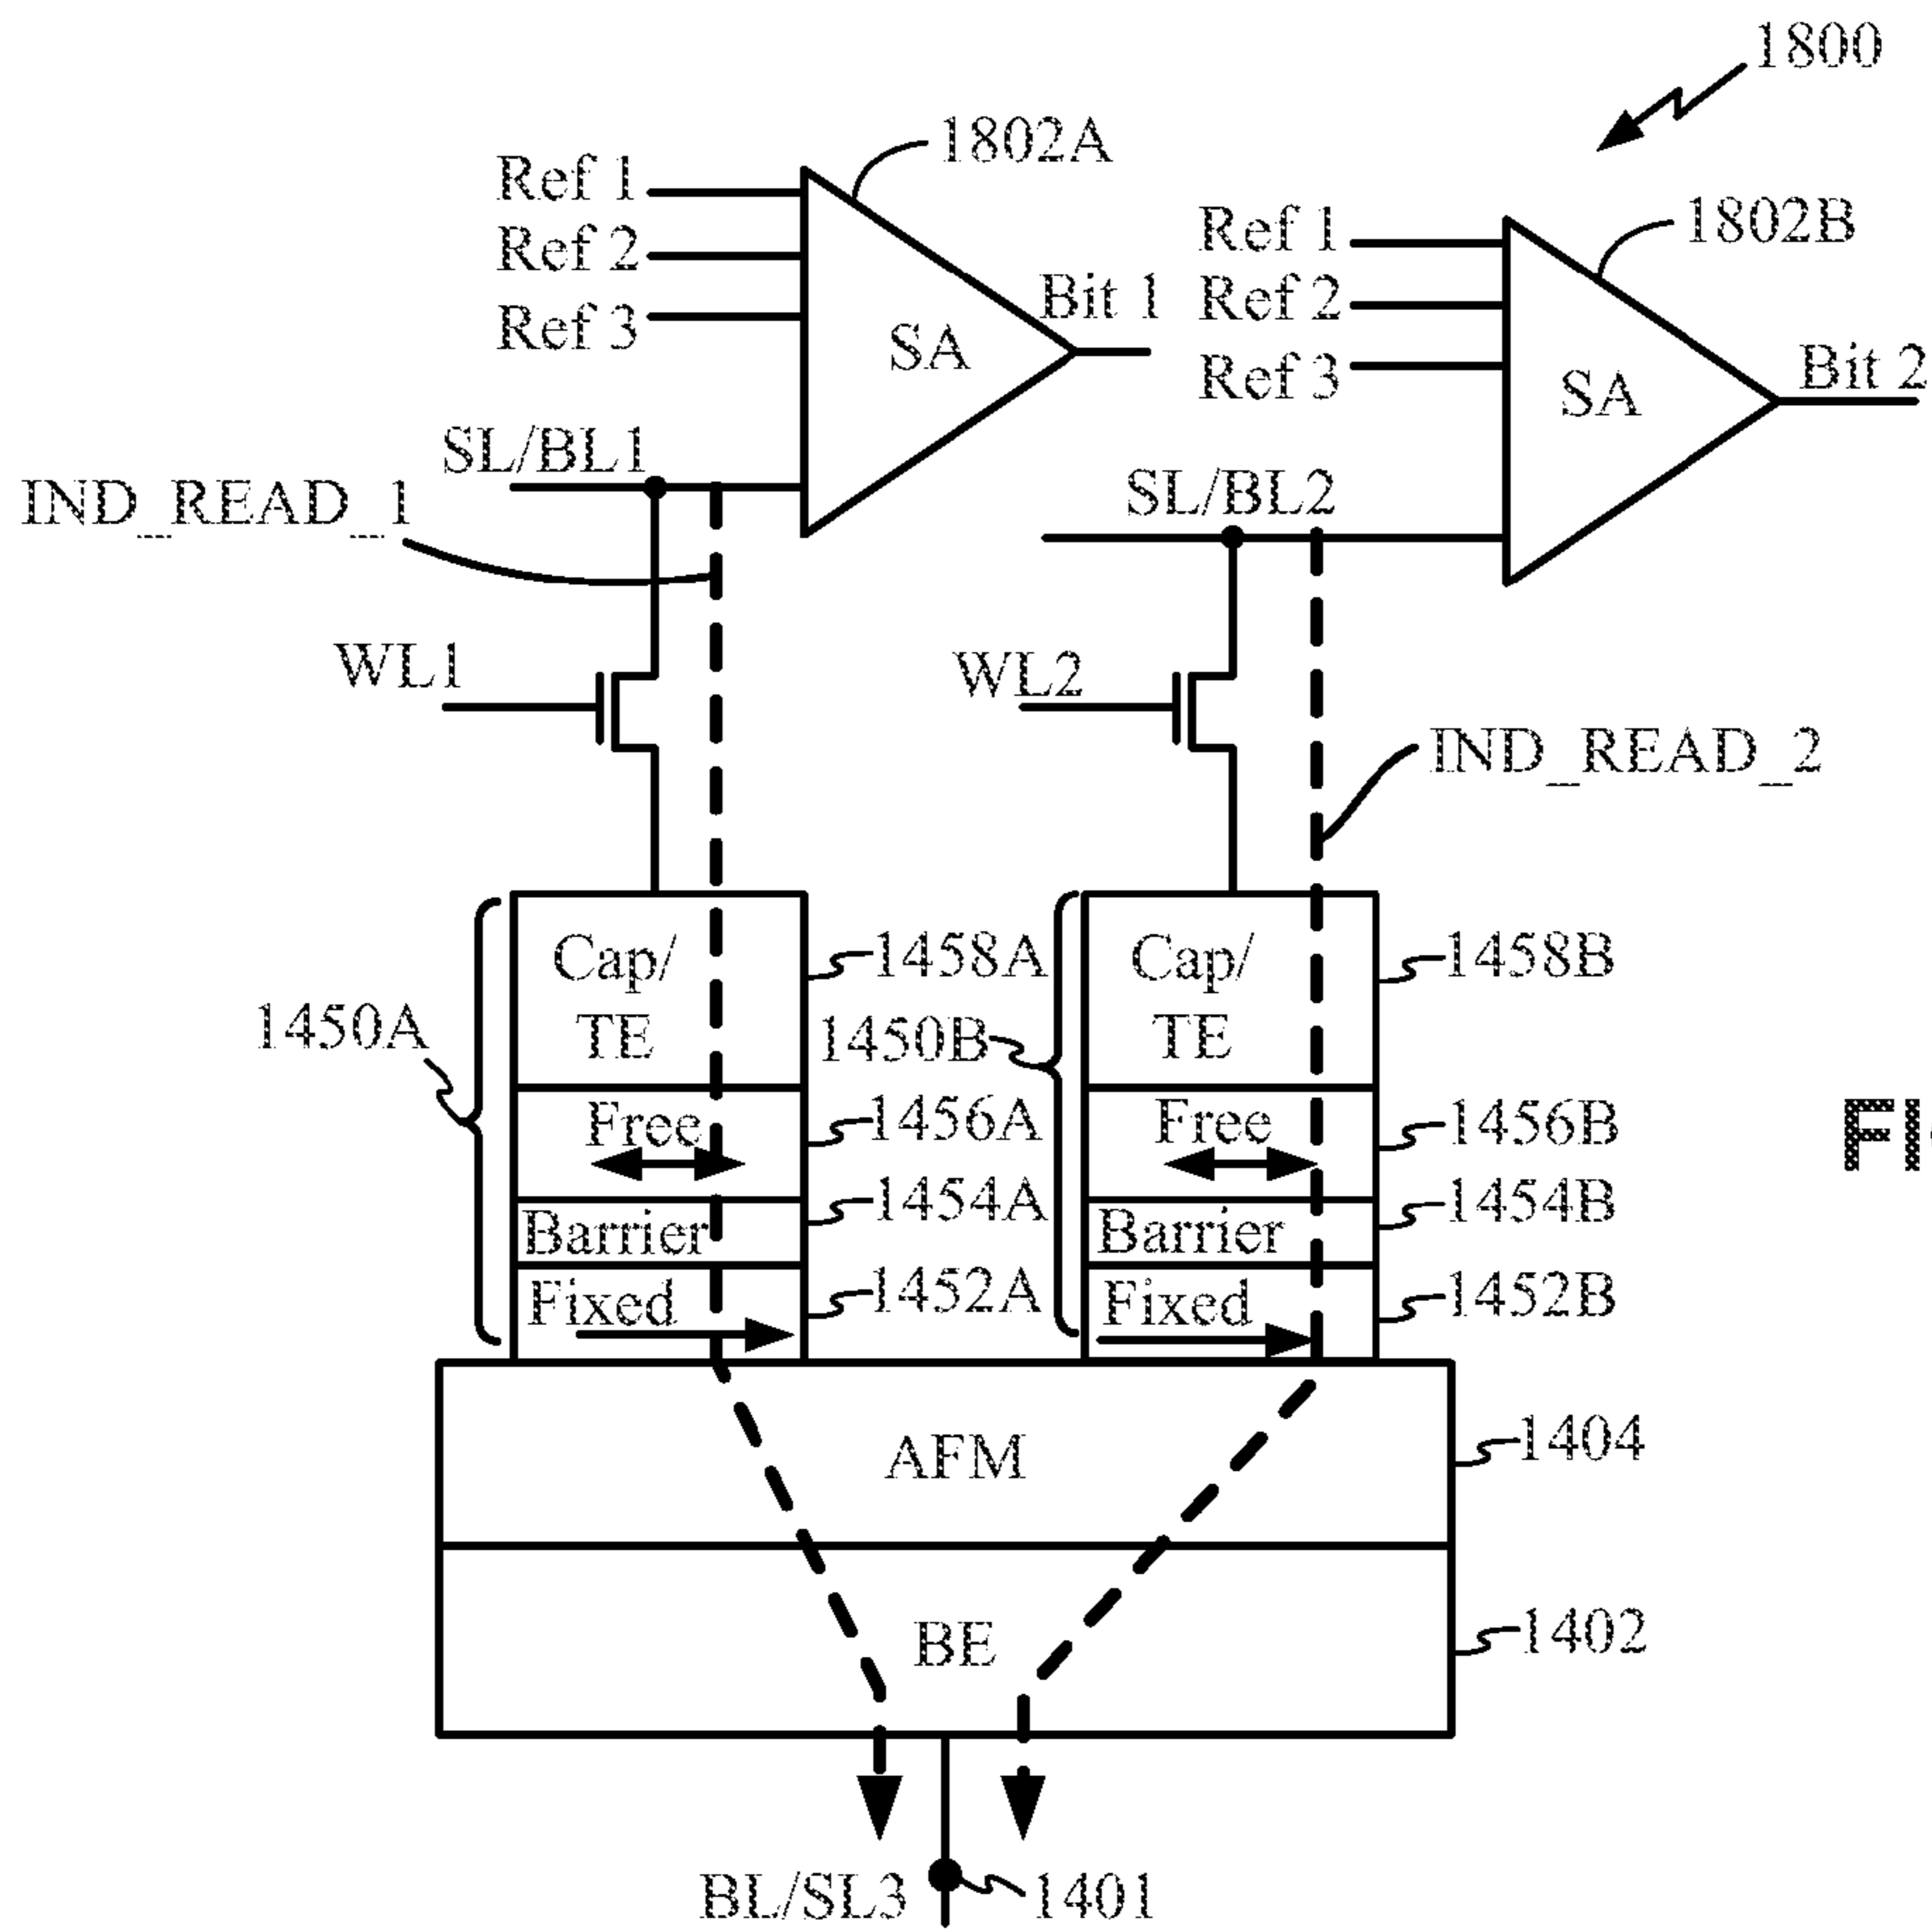 1800
1802A
Ref 1
Ref 2
Ref 3
SA
Bit 1
1802B
Ref 1
Ref 2
Ref 3
SA
Bit 2
SL/BL1
IND_READ_1
SL/BL2
WL1
WL2
IND_READ_2
Cap/
TE
1458A
Cap/
TE
1458B
1450A
1450B
Free
1456A
Free
1456B
Barrier
1454A
Barrier
1454B
Fixed
1452A
Fixed
1452B
AFM
1404
BE
1402
BL/SL3
1401